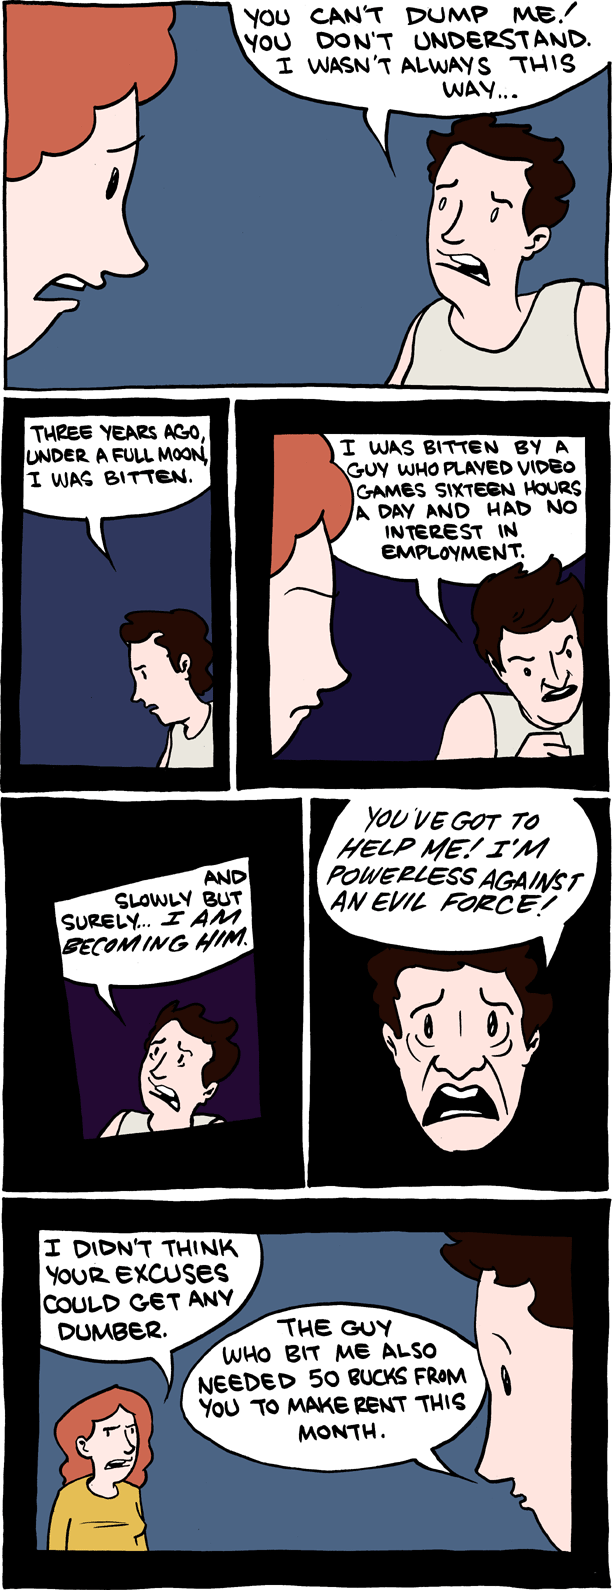 YOU CAN'T DUMP ME!
YOU DON'T UNDERSTAND.
I WASN'T ALWAYS THIS
WAY...
THREE YEARS AGO,
UNDER A FULL MOON,
I WAS BITTEN.
I WAS BITTEN BY A
GUY WHO PLAYED VIDEO
GAMES SIXTEEN HOURS
A DAY AND HAD NO
INTEREST IN
EMPLOYMENT.
AND
SLOWLY BUT
SURELY... I AM
BECOMING HIM.
YOU'VE GOT TO
HELP ME! I'M
POWERLESS AGAINST
AN EVIL FORCE!
I DIDN'T THINK
YOUR EXCUSES
COULD GET ANY
DUMBER.
THE GUY
WHO BIT ME ALSO
NEEDED 50 BUCKS FROM
YOU TO MAKE RENT THIS
MONTH.